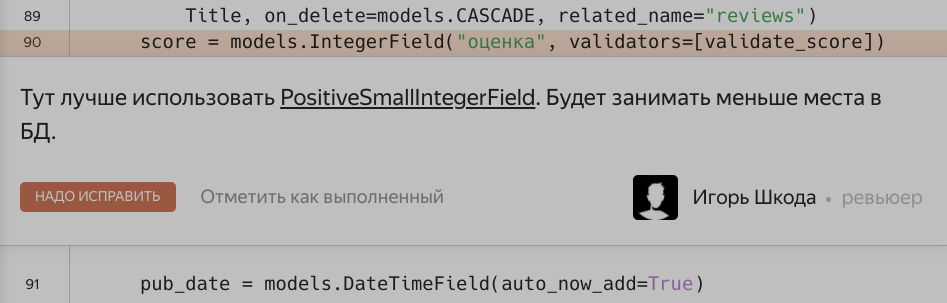 89 Title, on_delete=models.CASCADE, related_name="reviews")
90 score = models.IntegerField("оценка", validators=[validate_score])
Тут лучше использовать PositiveSmallIntegerField. Будет занимать меньше места в
БД.
НАДО ИСПРАВИТЬ Отметить как выполненный Игорь Шкода • ревьюер
91 pub_date = models.DateTimeField(auto_now_add=True)